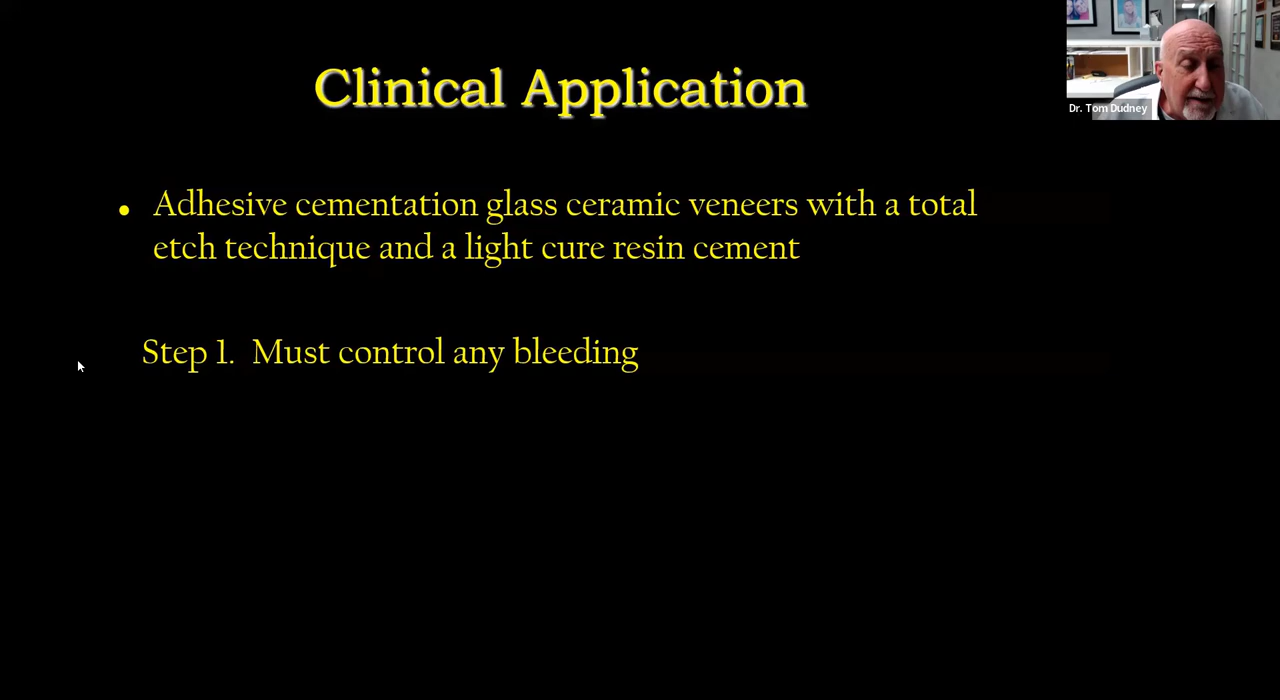 Clinical Application
Dr. Tom Dudney
• Adhesive cementation glass ceramic veneers with a total
etch technique and a light cure resin cement
Step 1. Must control any bleeding